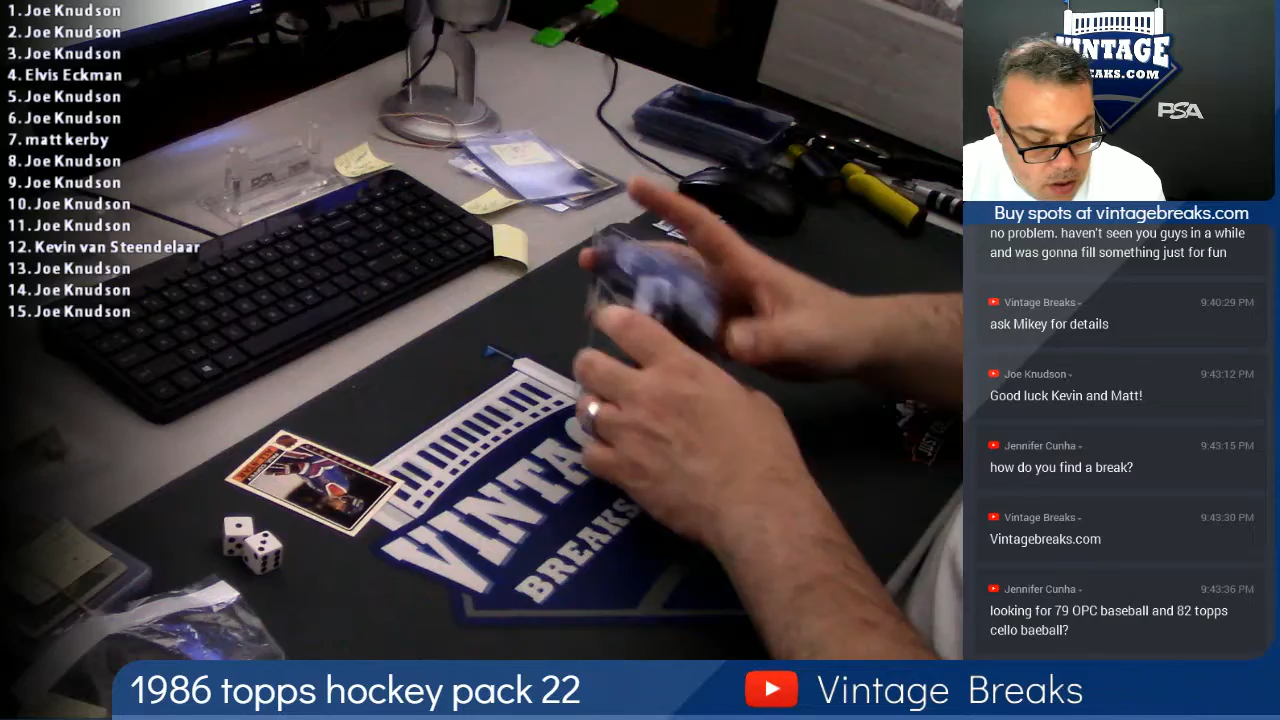 1. Joe Knudson
2. Joe Knudson
3. Joe Knudson
4. Elvis Eckman
5. Joe Knudson
6. Joe Knudson
7. matt kerby
8. Joe Knudson
9. Joe Knudson
10. Joe Knudson
11. Joe Knudson
12. Kevin van Steendelaar
13. Joe Knudson
14. Joe Knudson
15. Joe Knudson
VINTAGE
BREAKS
VINTAGE
EAKS.COM
PSA
Buy spots at vintagebreaks.com
no problem. haven't seen you guys in a while
and was gonna fill something just for fun
Vintage Breaks
9:40:29 PM
ask Mikey for details
Joe Knudson
9:43:12 PM
Good luck Kevin and Matt!
Jennifer Cunha
9:43:15 PM
how do you find a break?
Vintage Breaks
9:43:30 PM
Vintagebreaks.com
Jennifer Cunha
9:43:36 PM
looking for 79 OPC baseball and 82 topps
cello baeball?
1986 topps hockey pack 22
Vintage Breaks